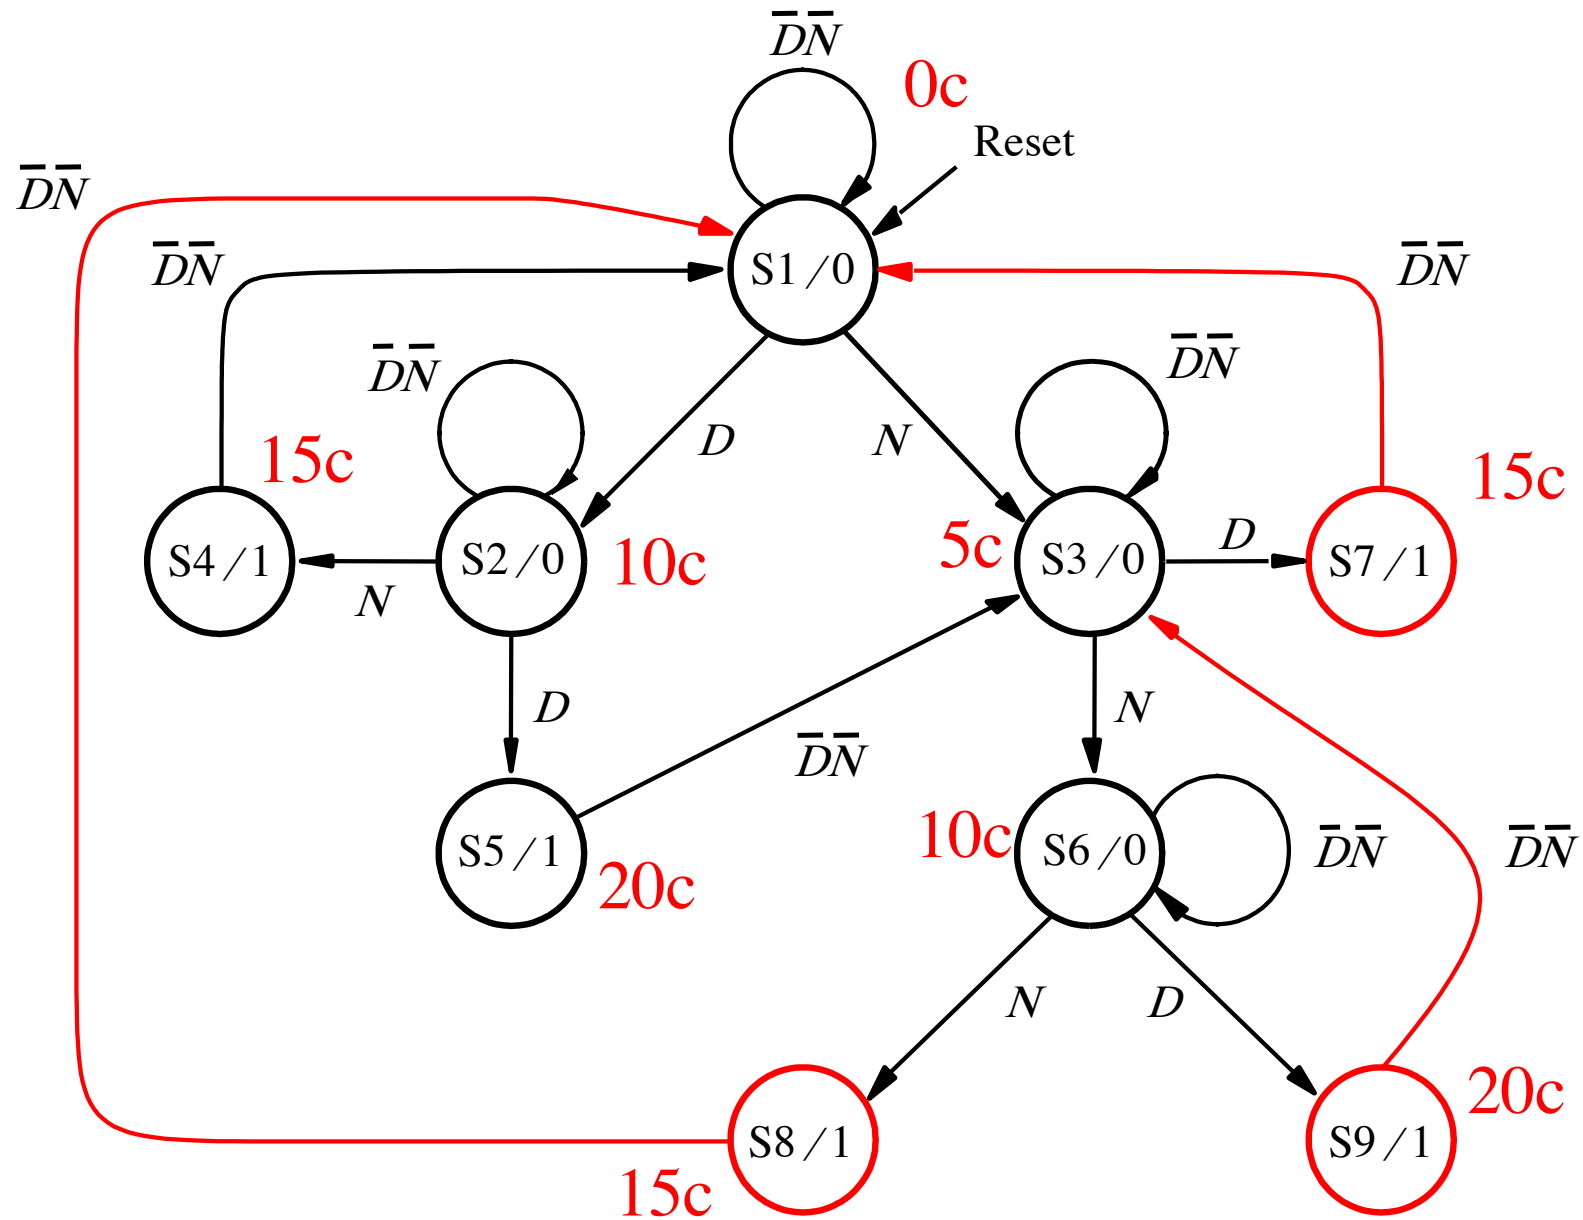 D̅N̅
0c
Reset
D̅N̅
D̅N̅
S1/0
D̅N̅
D̅N̅
D̅N̅
D
N
15c
15c
S4/1
N
S2/0
10c
5c
S3/0
D
S7/1
D
N
D̅N̅
S5/1
20c
10c
S6/0
D̅N̅
D̅N̅
N
D
S8/1
15c
S9/1
20c